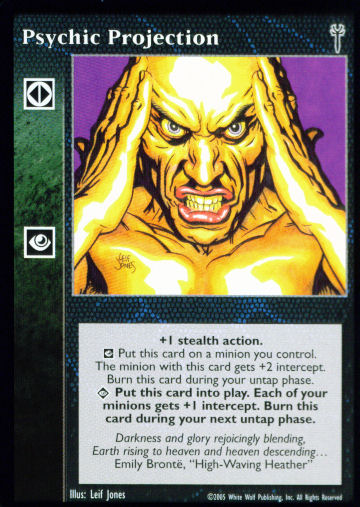 Psychic Projection
LEIF
JONES
+1 stealth action.
Put this card on a minion you control.
The minion with this card gets +2 intercept.
Burn this card during your untap phase.
Put this card into play. Each of your
minions gets +1 intercept. Burn this
card during your next untap phase.
Darkness and glory rejoicingly blending,
Earth rising to heaven and heaven descending…
Emily Brontë, “High-Waving Heather”
Illus: Leif Jones
©2005 White Wolf Publishing, Inc. All Rights Reserved